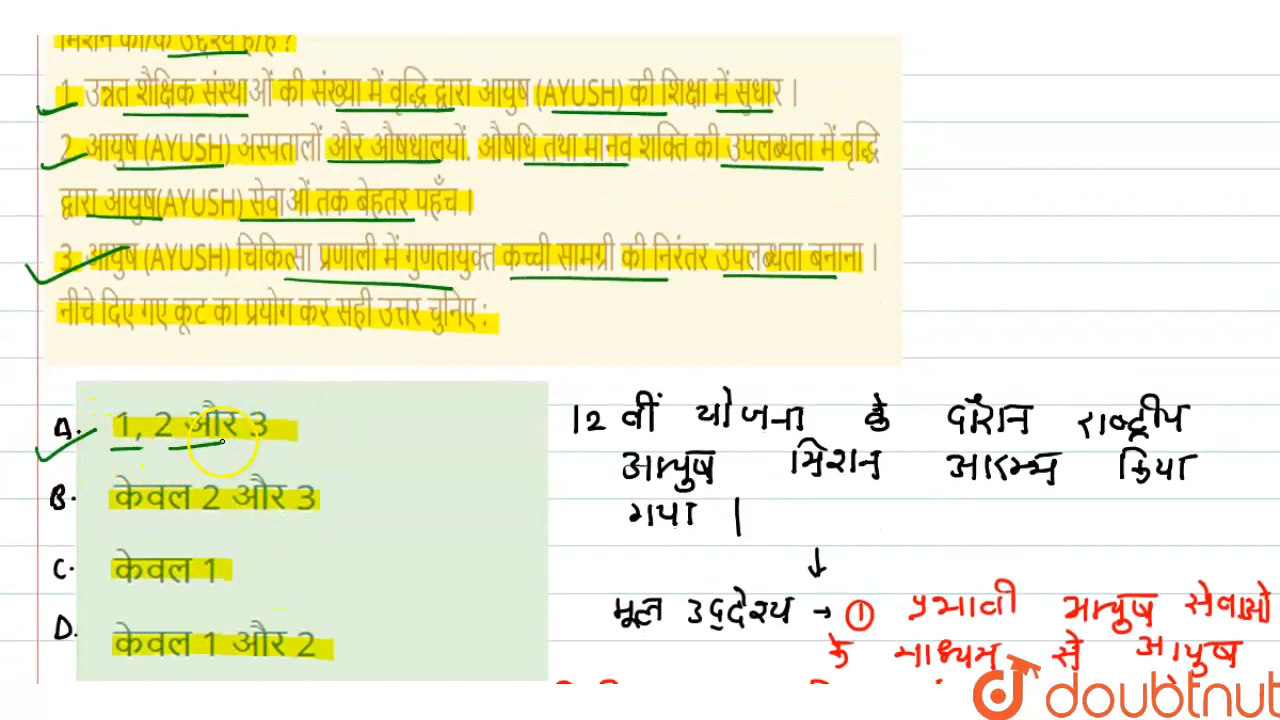 मिशन का/के उद्देश्य है/हैं ?
1. उन्नत शैक्षिक संस्थाओं की संख्या में वृद्धि द्वारा आयुष (AYUSH) की शिक्षा में सुधार ।
2. आयुष (AYUSH) अस्पतालों और औषधालयों, औषधि तथा मानव शक्ति की उपलब्धता में वृद्धि
द्वारा आयुष(AYUSH) सेवाओं तक बेहतर पहुँच ।
3. आयुष (AYUSH) चिकित्सा प्रणाली में गुणतायुक्त कच्ची सामग्री की निरंतर उपलब्धता बनाना ।
नीचे दिए गए कूट का प्रयोग कर सही उत्तर चुनिए :
A. 1, 2 और 3
B. केवल 2 और 3
C. केवल 1
D. केवल 1 और 2
12 वीं योजना के दौरान राष्ट्रीय
आयुष मिशन आरम्भ किया
गया |
↓
मूल उद्देश्य → ① प्रभावी आयुष सेवाओ
के माध्यम से आयुष
doubtnut